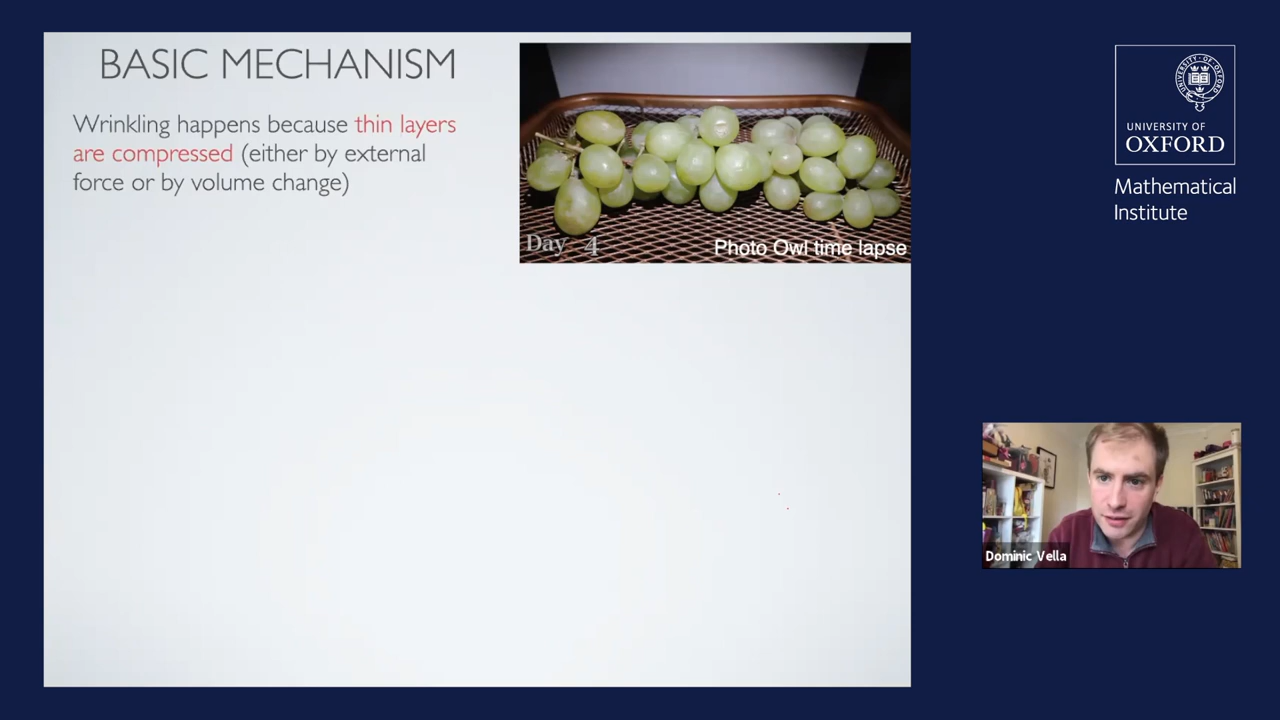 BASIC MECHANISM
Wrinkling happens because thin layers
are compressed (either by external
force or by volume change)
Day 4
Photo Owl time lapse
UNIVERSITY OF
OXFORD
Mathematical
Institute
Dominic Vella